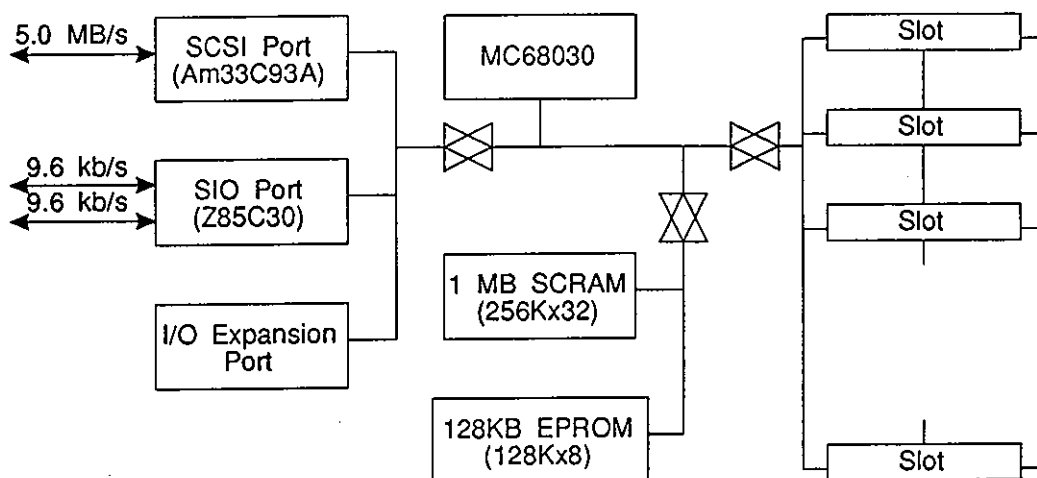 5.0 MB/s
SCSI Port
(Am33C93A)
MC68030
Slot
Slot
9.6 kb/s
9.6 kb/s
SIO Port
(Z85C30)
Slot
1 MB SCRAM
(256Kx32)
I/O Expansion
Port
128KB EPROM
(128Kx8)
Slot